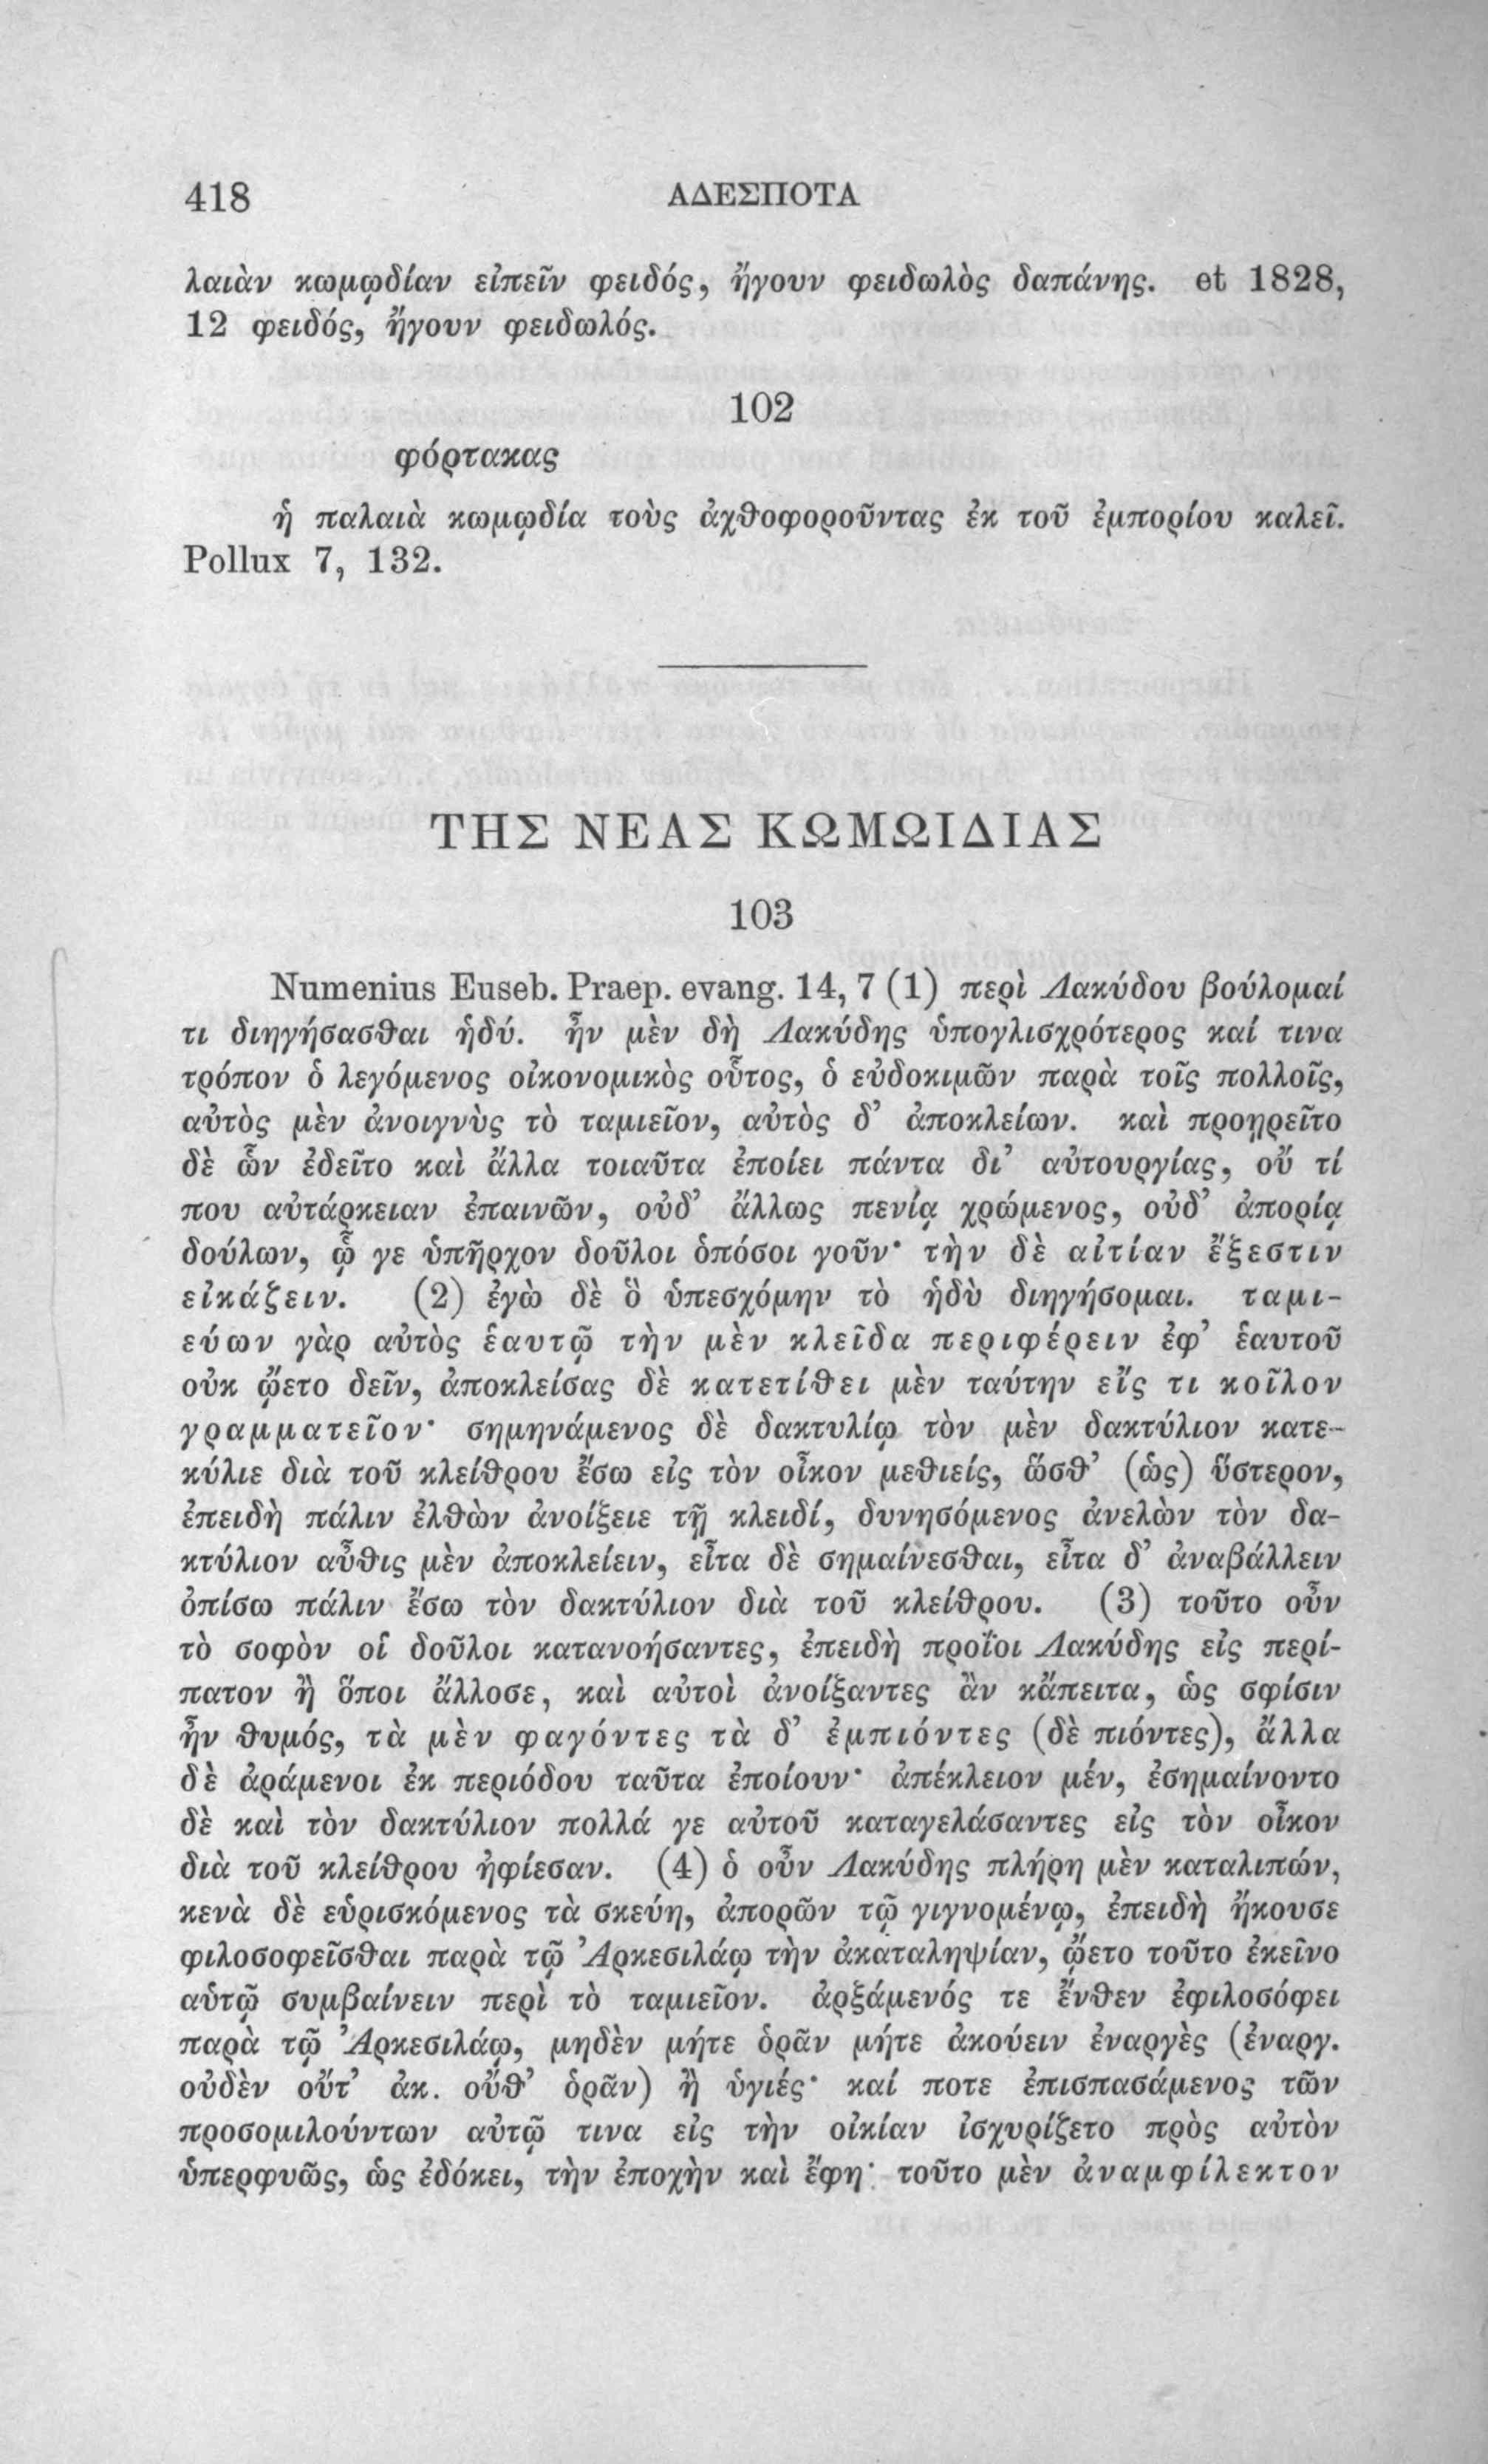 418 ΑΔΕΣΠΟΤΑ
λαιὰν κωμῳδίαν εἰπεῖν φειδός, ἤγουν φειδωλὸς δαπάνης. et 1828,
12 φειδός, ἤγουν φειδωλός.
102
φόρτακας
ἡ παλαιὰ κωμῳδία τοὺς ἀχθοφοροῦντας ἐκ τοῦ ἐμπορίου καλεῖ.
Pollux 7, 132.
ΤΗΣ ΝΕΑΣ ΚΩΜΩΙΔΙΑΣ
103
Numenius Euseb. Praep. evang. 14, 7 (1) περὶ Λακύδου βούλομαί
τι διηγήσασθαι ἡδύ. ἦν μὲν δὴ Λακύδης ὑπογλισχρότερος καί τινα
τρόπον ὁ λεγόμενος οἰκονομικὸς οὗτος, ὁ εὐδοκιμῶν παρὰ τοῖς πολλοῖς,
αὐτὸς μὲν ἀνοιγνὺς τὸ ταμιεῖον, αὐτὸς δ’ ἀποκλείων. καὶ προῃρεῖτο
δὲ ὧν ἐδεῖτο καὶ ἄλλα τοιαῦτα ἐποίει πάντα δι’ αὐτουργίας, οὔ τί
που αὐτάρκειαν ἐπαινῶν, οὐδ’ ἄλλως πενίᾳ χρώμενος, οὐδ’ ἀπορίᾳ
δούλων, ᾧ γε ὑπῆρχον δοῦλοι ὁπόσοι γοῦν· τὴν δὲ αἰτίαν ἔξεστιν
εἰκάζειν. (2) ἐγὼ δὲ ὃ ὑπεσχόμην τὸ ἡδὺ διηγήσομαι. ταμι-
εύων γὰρ αὐτὸς ἑαυτῷ τὴν μὲν κλεῖδα περιφέρειν ἐφ’ ἑαυτοῦ
οὐκ ᾤετο δεῖν, ἀποκλείσας δὲ κατετίθει μὲν ταύτην εἴς τι κοῖλον
γραμματεῖον· σημηνάμενος δὲ δακτυλίῳ τὸν μὲν δακτύλιον κατε-
κύλιε διὰ τοῦ κλείθρου ἔσω εἰς τὸν οἶκον μεθιείς, ὥσθ’ (ὡς) ὕστερον,
ἐπειδὴ πάλιν ἐλθὼν ἀνοίξειε τῇ κλειδί, δυνησόμενος ἀνελὼν τὸν δα-
κτύλιον αὖθις μὲν ἀποκλείειν, εἶτα δὲ σημαίνεσθαι, εἶτα δ’ ἀναβάλλειν
ὀπίσω πάλιν ἔσω τὸν δακτύλιον διὰ τοῦ κλείθρου. (3) τοῦτο οὖν
τὸ σοφὸν οἱ δοῦλοι κατανοήσαντες, ἐπειδὴ προΐοι Λακύδης εἰς περί-
πατον ἢ ὅποι ἄλλοσε, καὶ αὐτοὶ ἀνοίξαντες ἂν κἄπειτα, ὡς σφίσιν
ἦν θυμός, τὰ μὲν φαγόντες τὰ δ’ ἐμπιόντες (δὲ πιόντες), ἄλλα
δὲ ἀράμενοι ἐκ περιόδου ταῦτα ἐποίουν· ἀπέκλειον μέν, ἐσημαίνοντο
δὲ καὶ τὸν δακτύλιον πολλά γε αὐτοῦ καταγελάσαντες εἰς τὸν οἶκον
διὰ τοῦ κλείθρου ἠφίεσαν. (4) ὁ οὖν Λακύδης πλήρη μὲν καταλιπών,
κενὰ δὲ εὑρισκόμενος τὰ σκεύη, ἀπορῶν τῷ γιγνομένῳ, ἐπειδὴ ἤκουσε
φιλοσοφεῖσθαι παρὰ τῷ Ἀρκεσιλάῳ τὴν ἀκαταληψίαν, ᾤετο τοῦτο ἐκεῖνο
αὑτῷ συμβαίνειν περὶ τὸ ταμιεῖον. ἀρξάμενός τε ἔνθεν ἐφιλοσόφει
παρὰ τῷ Ἀρκεσιλάῳ, μηδὲν μήτε ὁρᾶν μήτε ἀκούειν ἐναργὲς (ἐναργ.
οὐδὲν οὔτ’ ἀκ. οὔθ’ ὁρᾶν) ἢ ὑγιές· καί ποτε ἐπισπασάμενος τῶν
προσομιλούντων αὐτῷ τινα εἰς τὴν οἰκίαν ἰσχυρίζετο πρὸς αὐτὸν
ὑπερφυῶς, ὡς ἐδόκει, τὴν ἐποχὴν καὶ ἔφη· τοῦτο μὲν ἀναμφίλεκτον